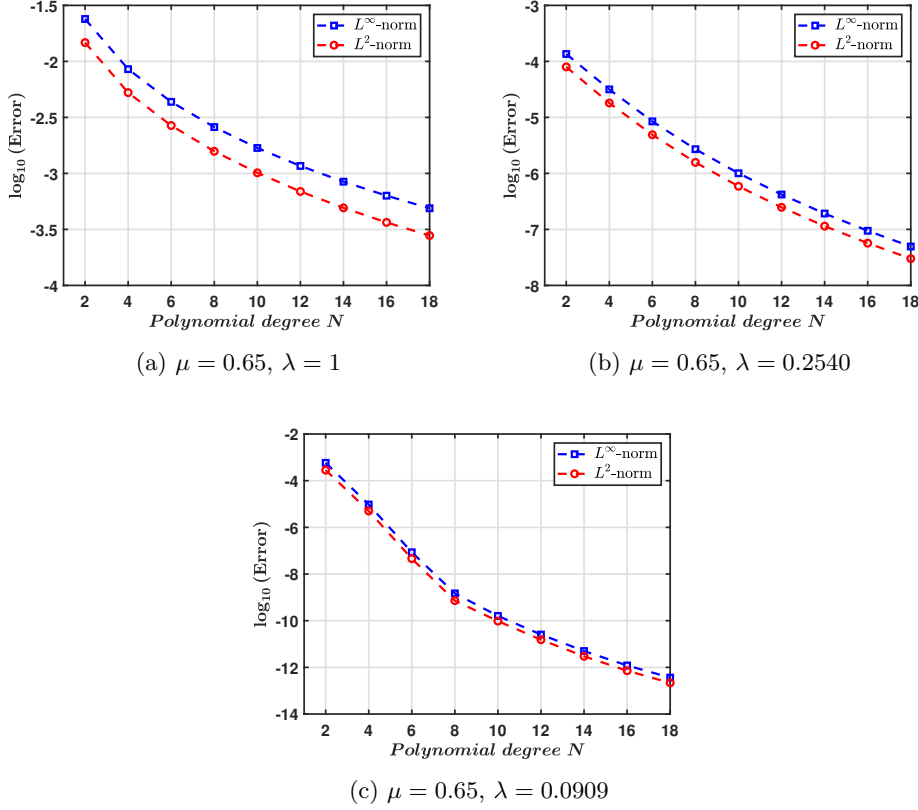 -1
-1.5
-2
-2.5
-3
-3.5
-4
log₁₀ (Error)
L^∞-norm
L²-norm
2 4 6 8 10 12 14 16 18
Polynomial degree N
(a) μ = 0.65, λ = 1
-3
-4
-5
-6
-7
-8
log₁₀ (Error)
L^∞-norm
L²-norm
2 4 6 8 10 12 14 16 18
Polynomial degree N
(b) μ = 0.65, λ = 0.2540
-2
-4
-6
-8
-10
-12
-14
log₁₀ (Error)
L^∞-norm
L²-norm
2 4 6 8 10 12 14 16 18
Polynomial degree N
(c) μ = 0.65, λ = 0.0909